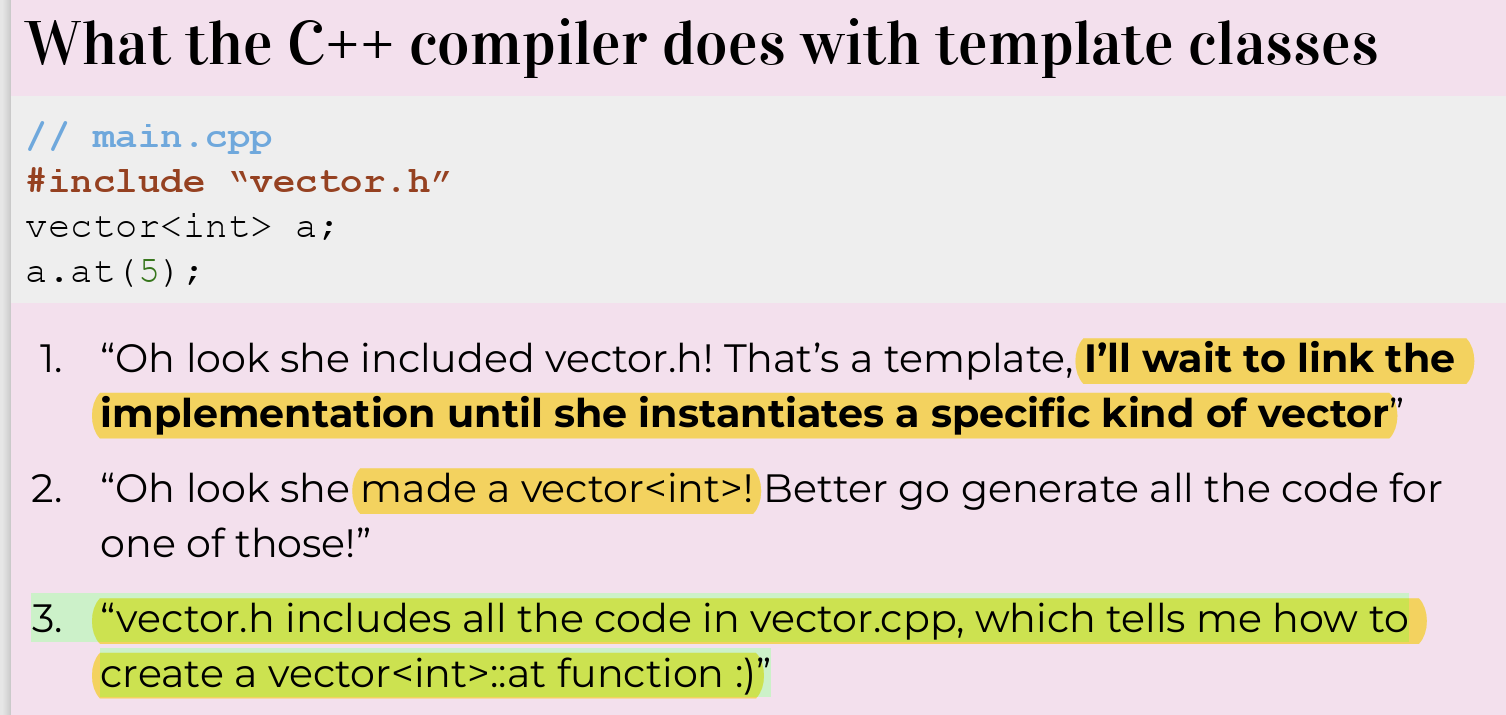 What the C++ compiler does with template classes
// main.cpp
#include “vector.h”
vector<int> a;
a.at(5);
1. “Oh look she included vector.h! That’s a template, I’ll wait to link the
implementation until she instantiates a specific kind of vector”
2. “Oh look she made a vector<int>! Better go generate all the code for
one of those!”
3. “vector.h includes all the code in vector.cpp, which tells me how to
create a vector<int>::at function :)”